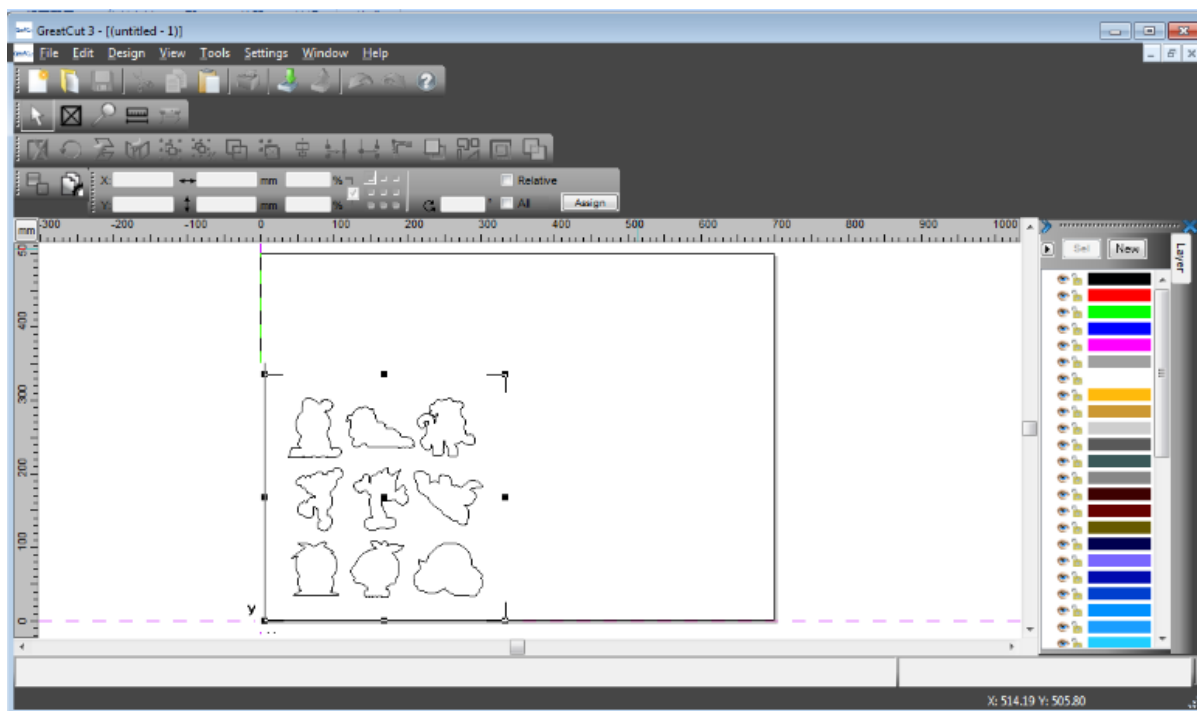 GreatCut 3 - [(untitled - 1)]
File Edit Design View Tools Settings Window Help
X: mm % Relative
Y: mm % ° All Assign
mm -300 -200 -100 0 100 200 300 400 500 600 700 800 900 1000
Sel New
Layer
400
300
200
100
0
y
X: 514.19 Y: 505.80